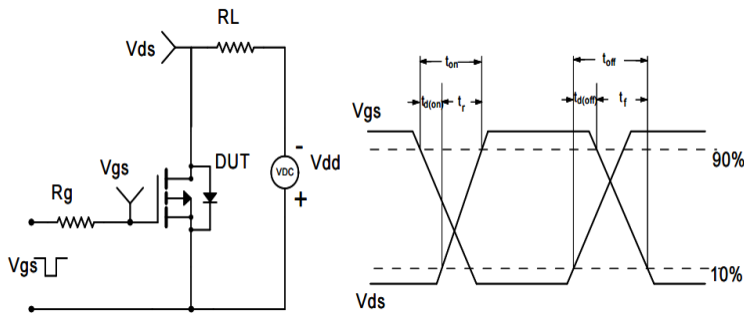 RL
Vds
Vgs
DUT
VDC
-
+
Vdd
Rg
Vgs
ton
toff
td(on)
tr
td(off)
tf
Vgs
90%
10%
Vds